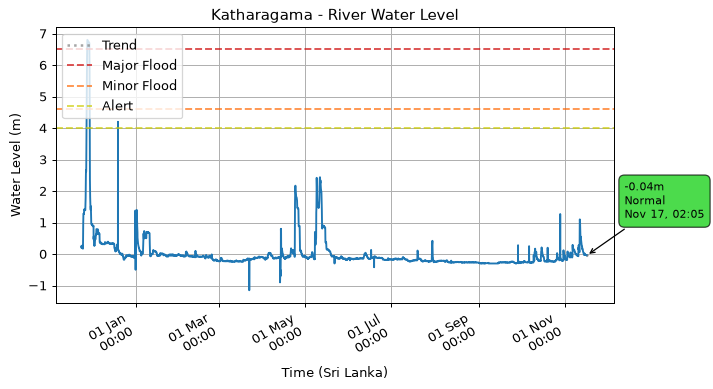 Katharagama - River Water Level
Water Level (m)
7
6
5
4
3
2
1
0
−1
Trend
Major Flood
Minor Flood
Alert
-0.04m
Normal
Nov 17, 02:05
01 Jan
00:00
01 Mar
00:00
01 May
00:00
01 Jul
00:00
01 Sep
00:00
01 Nov
00:00
Time (Sri Lanka)